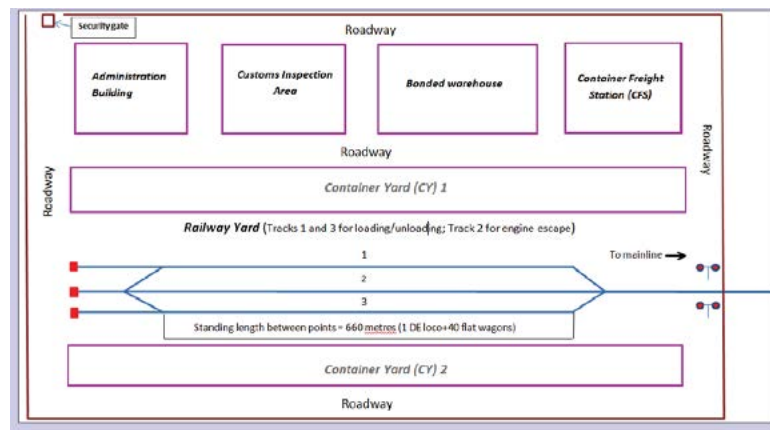 Security gate
Roadway
Administration
Building
Customs Inspection
Area
Bonded warehouse
Container Freight
Station (CFS)
Roadway
Roadway
Roadway
Container Yard (CY) 1
Railway Yard (Tracks 1 and 3 for loading/unloading; Track 2 for engine escape)
1
To mainline
2
3
Standing length between points = 660 metres (1 DE loco+40 flat wagons)
Container Yard (CY) 2
Roadway